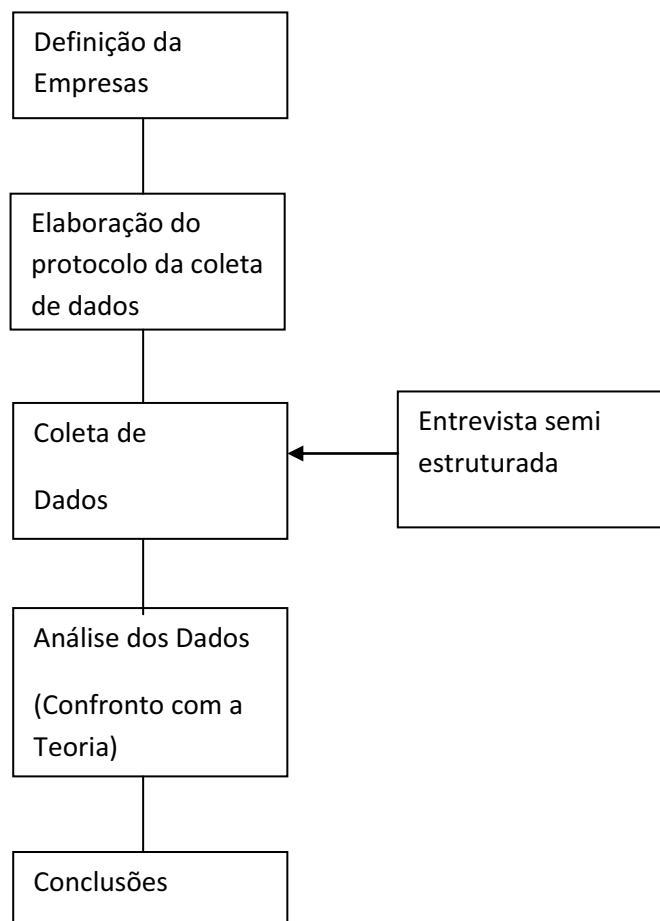 Definição da
Empresas
Elaboração do
protocolo da coleta
de dados
Coleta de
Dados
Entrevista semi
estruturada
Análise dos Dados
(Confronto com a
Teoria)
Conclusões